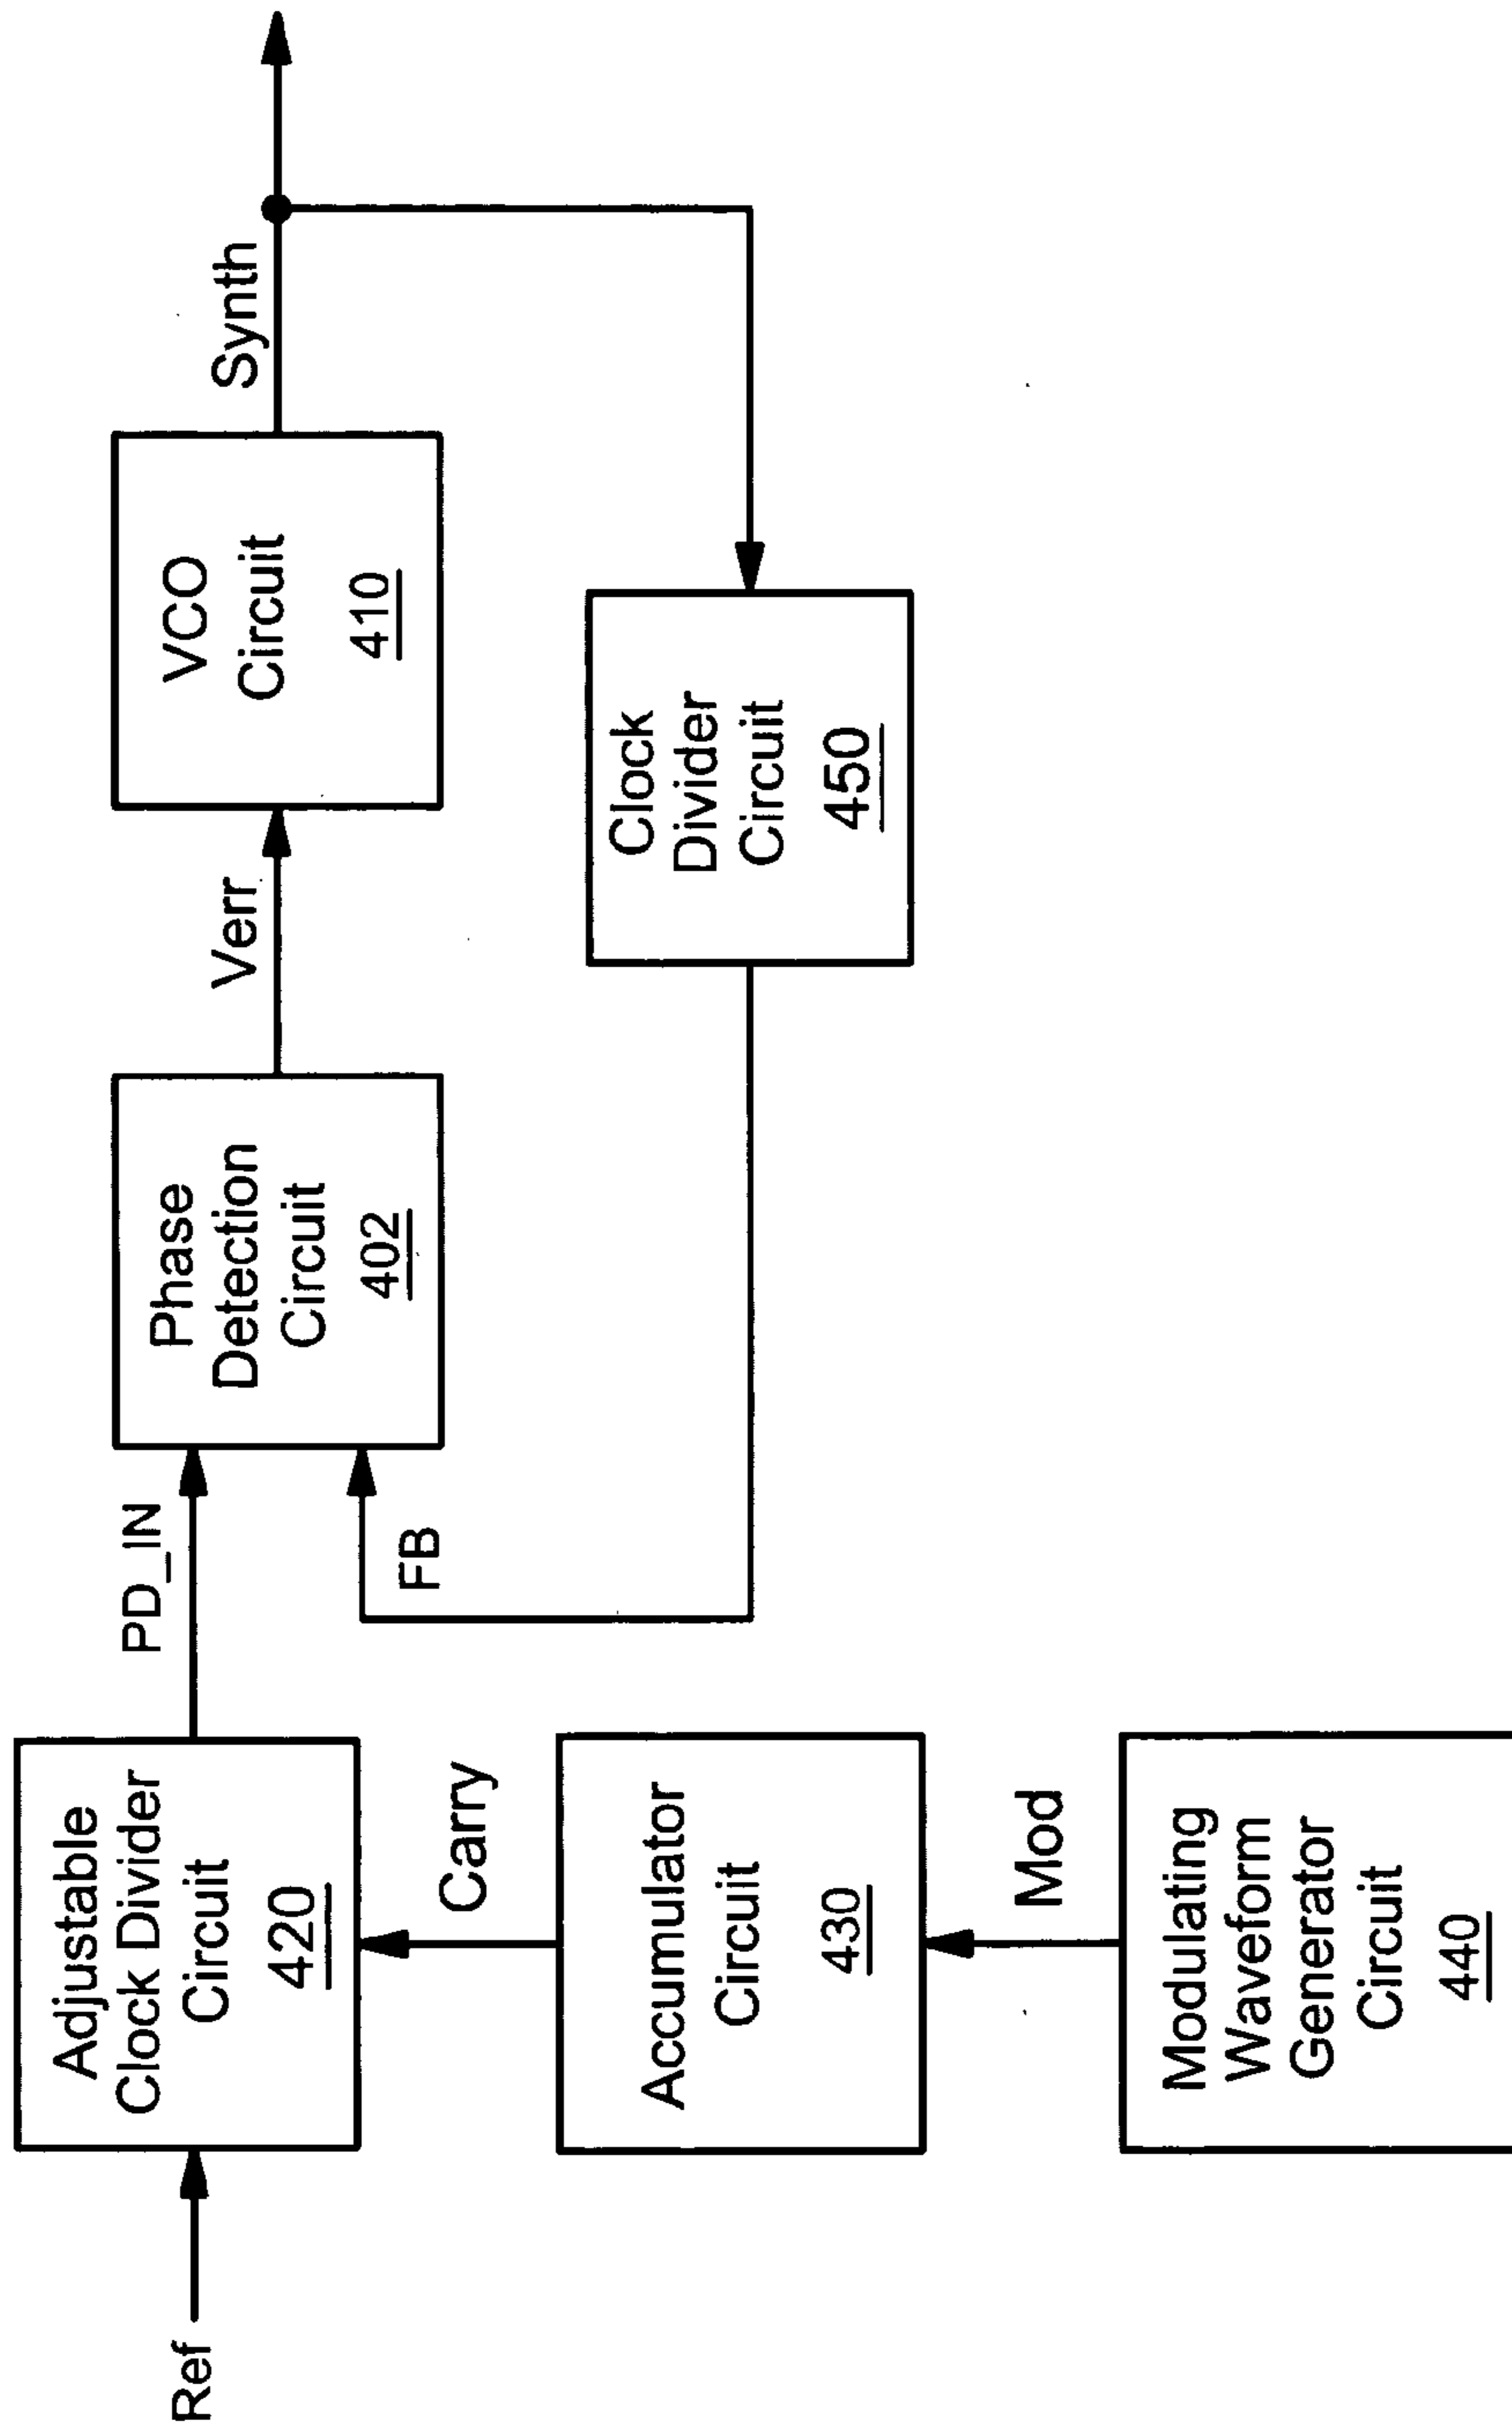 Ref
Adjustable
Clock Divider
Circuit
420
PD_IN
Phase
Detection
Circuit
402
Verr
VCO
Circuit
410
Synth
FB
Carry
Accumulator
Circuit
430
Clock
Divider
Circuit
450
Mod
Modulating
Waveform
Generator
Circuit
440